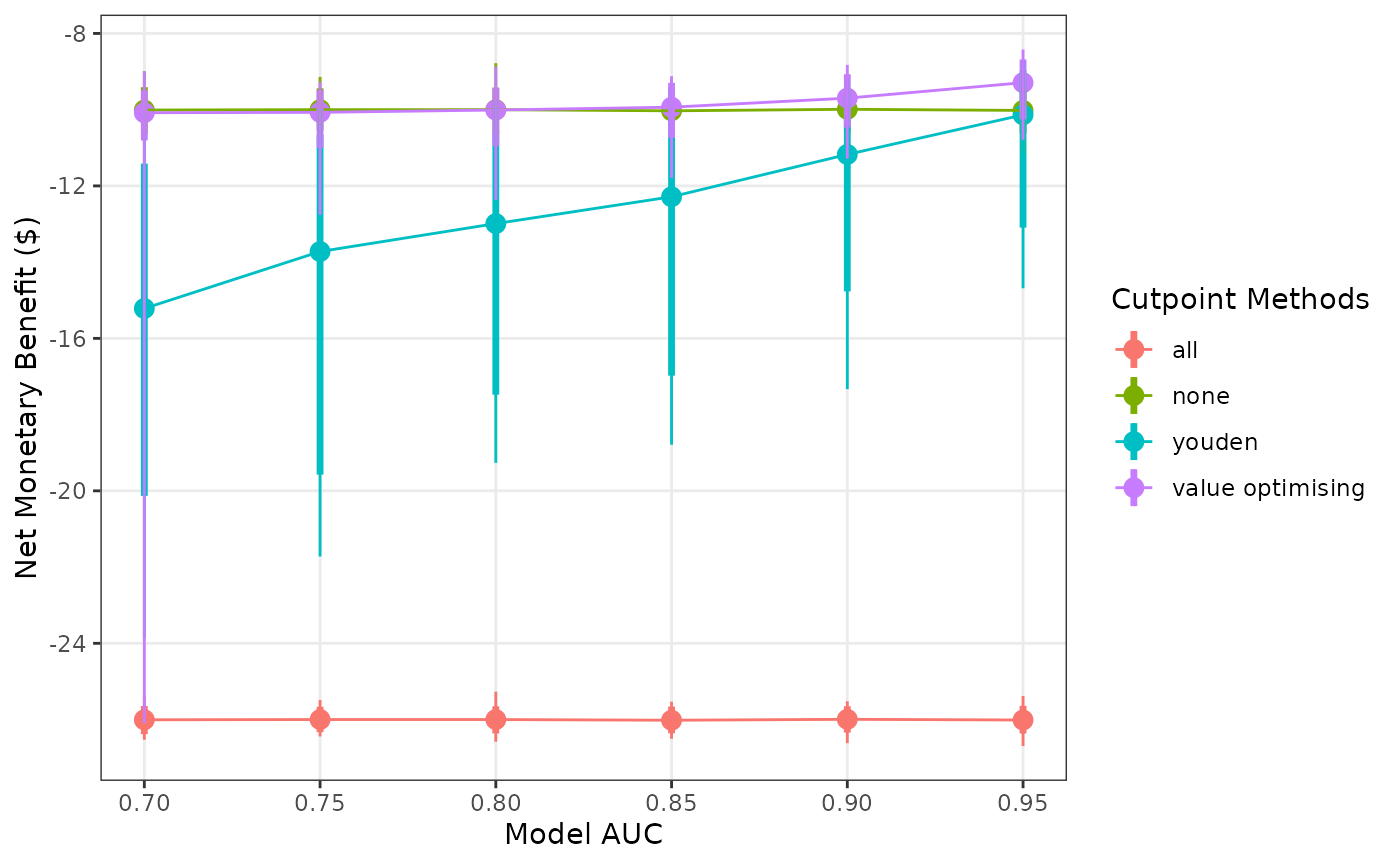 -8
-12
-16
-20
-24
Net Monetary Benefit ($)
0.70 0.75 0.80 0.85 0.90 0.95
Model AUC
Cutpoint Methods
all
none
youden
value optimising